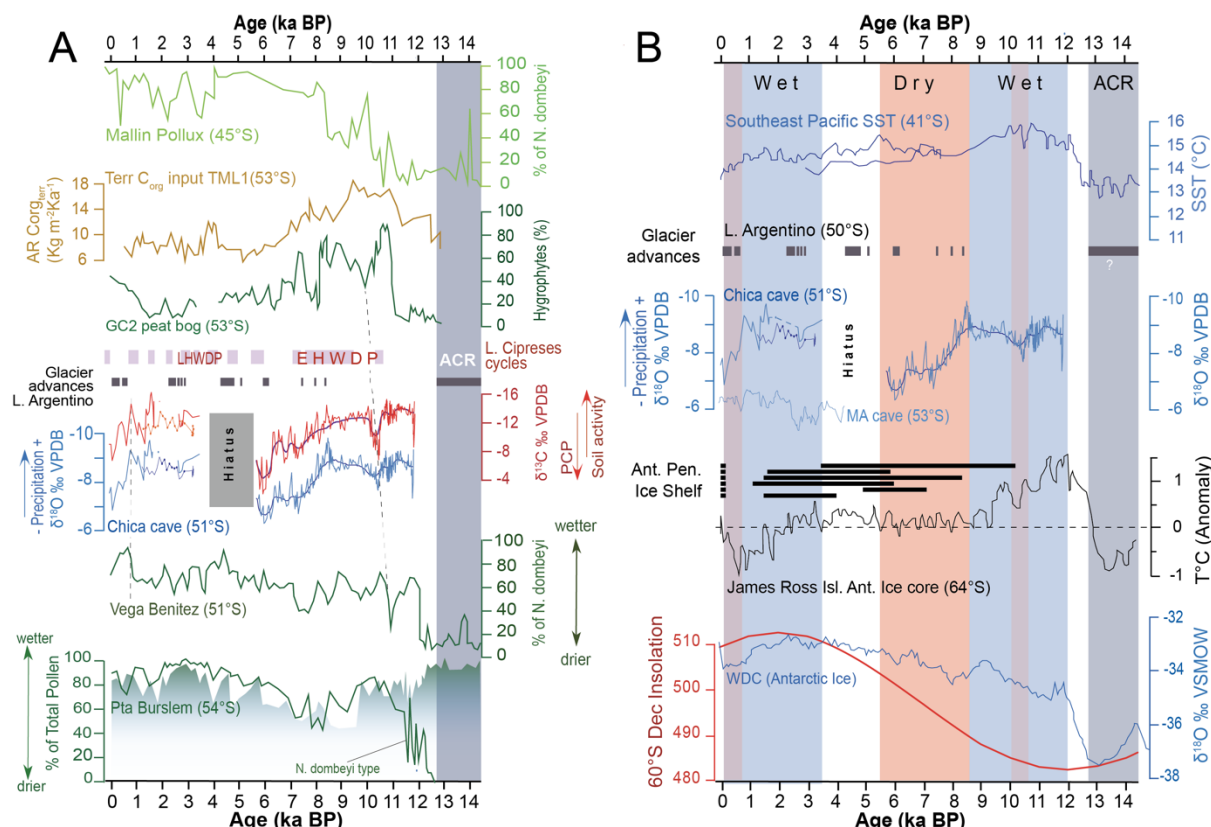 A
Age (ka BP)
0 1 2 3 4 5 6 7 8 9 10 11 12 13 14
100
80
60
40
20
0
% of N. dombeyi
Mallin Pollux (45°S)
Terr C org input TML1(53°S)
18
14
10
6
AR Corg terr
(Kg m-2Ka-1)
100
80
60
40
20
0
Hygrophytes (%)
GC2 peat bog (53°S)
LHWDP
E H W D P
ACR
L. Cipreses
cycles
Glacier
advances
L. Argentino
-16
-12
-8
-4
δ13C ‰ VPDB
PCP
Soil activity
Hiatus
- Precipitation +
δ18O ‰ VPDB
-10
-8
-6
Chica cave (51°S)
100
80
60
40
20
0
% of N. dombeyi
wetter
drier
Vega Benitez (51°S)
wetter
drier
% of Total Pollen
100
80
60
40
20
0
Pta Burslem (54°S)
N. dombeyi type
0 1 2 3 4 5 6 7 8 9 10 11 12 13 14
Age (ka BP)
B
Age (ka BP)
0 1 2 3 4 5 6 7 8 9 10 11 12 13 14
Wet
Dry
Wet
ACR
Southeast Pacific SST (41°S)
16
15
14
13
12
11
SST (°C)
L. Argentino (50°S)
Glacier
advances
?
Chica cave (51°S)
- Precipitation +
δ18O ‰ VPDB
-10
-8
-6
Hiatus
-10
-8
-6
δ18O ‰ VPDB
MA cave (53°S)
Ant. Pen.
Ice Shelf
1
0
-1
T°C (Anomaly)
James Ross Isl. Ant. Ice core (64°S)
60°S Dec Insolation
510
500
490
480
WDC (Antarctic Ice)
-32
-34
-36
-38
δ18O ‰ VSMOW
0 1 2 3 4 5 6 7 8 9 10 11 12 13 14
Age (ka BP)